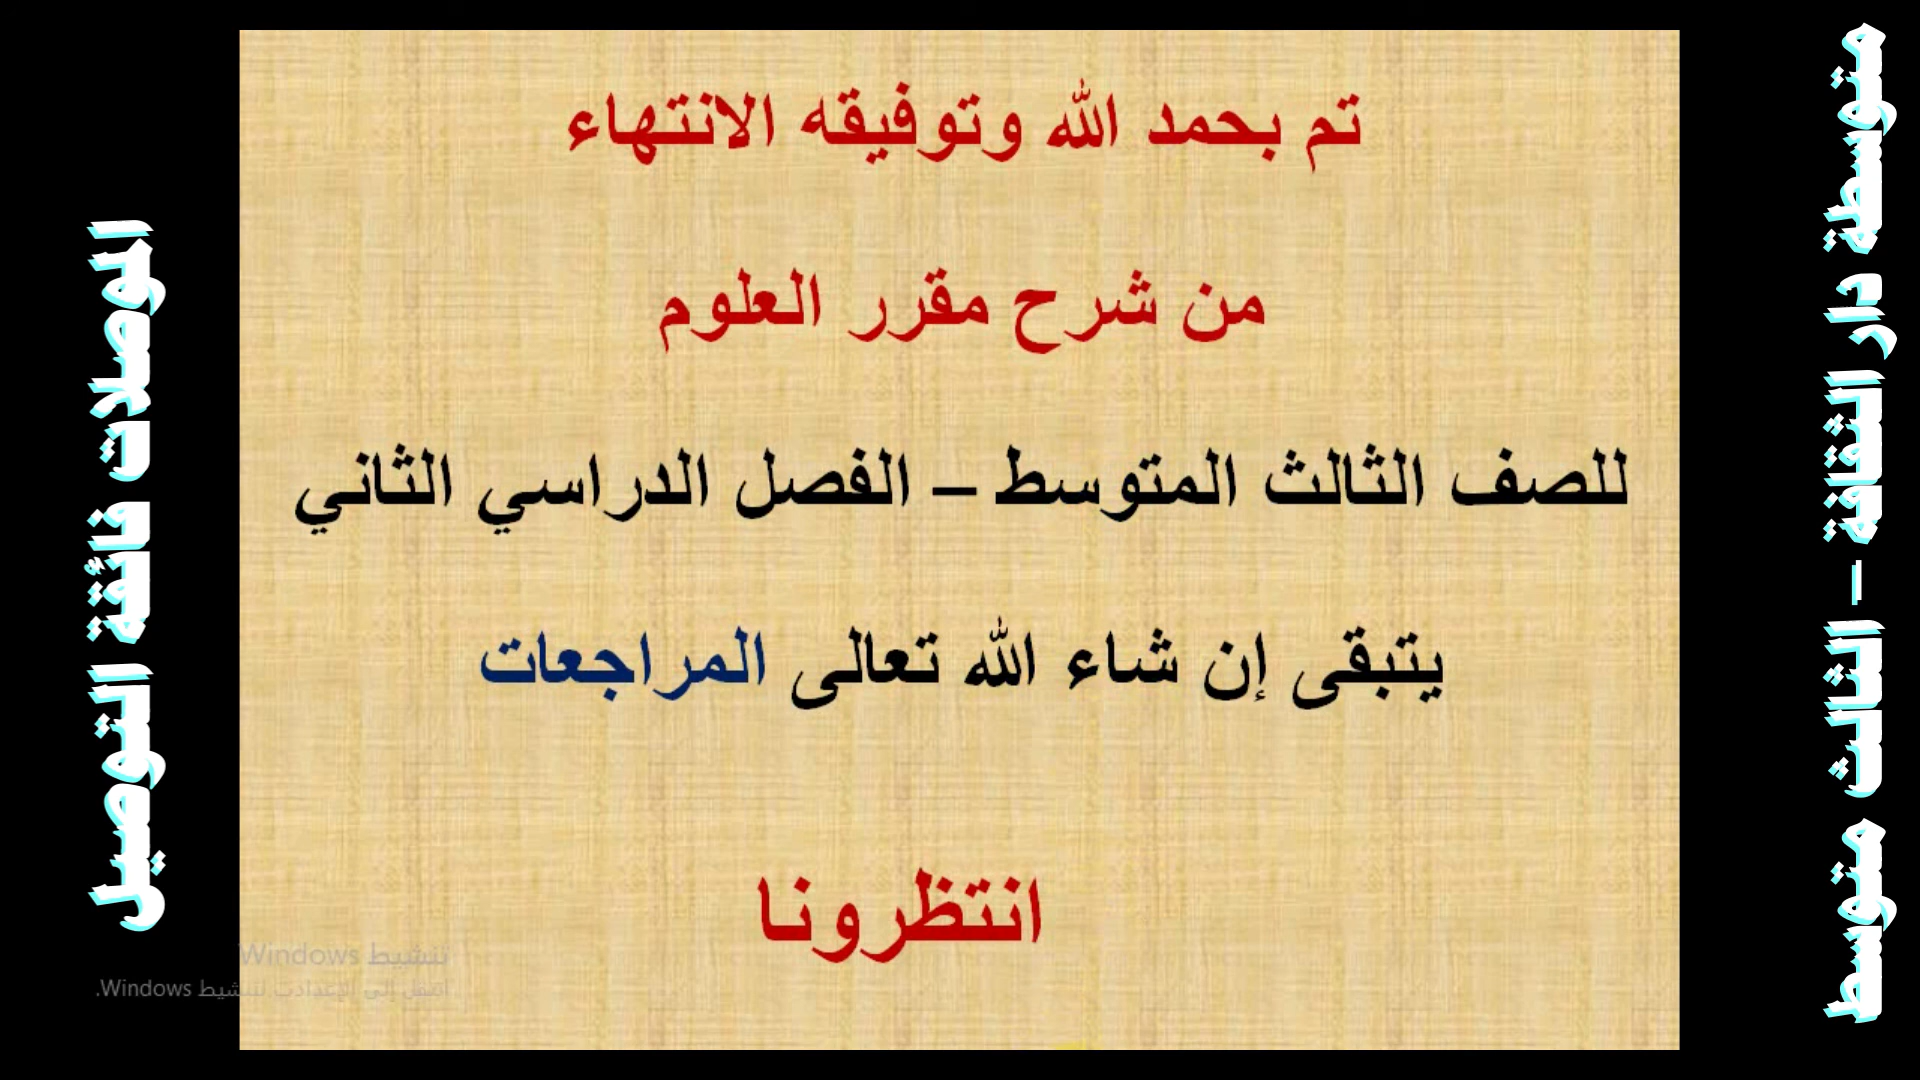 متوسطة دار الثقافة – الثالث متوسط
تم بحمد الله وتوفيقه الانتهاء
من شرح مقرر العلوم
للصف الثالث المتوسط – الفصل الدراسي الثاني
يتبقى إن شاء الله تعالى المراجعات
انتظرونا
الموصلات فائقة التوصيل
تنشيط Windows
انتقل إلى الإعدادات لتنشيط Windows.